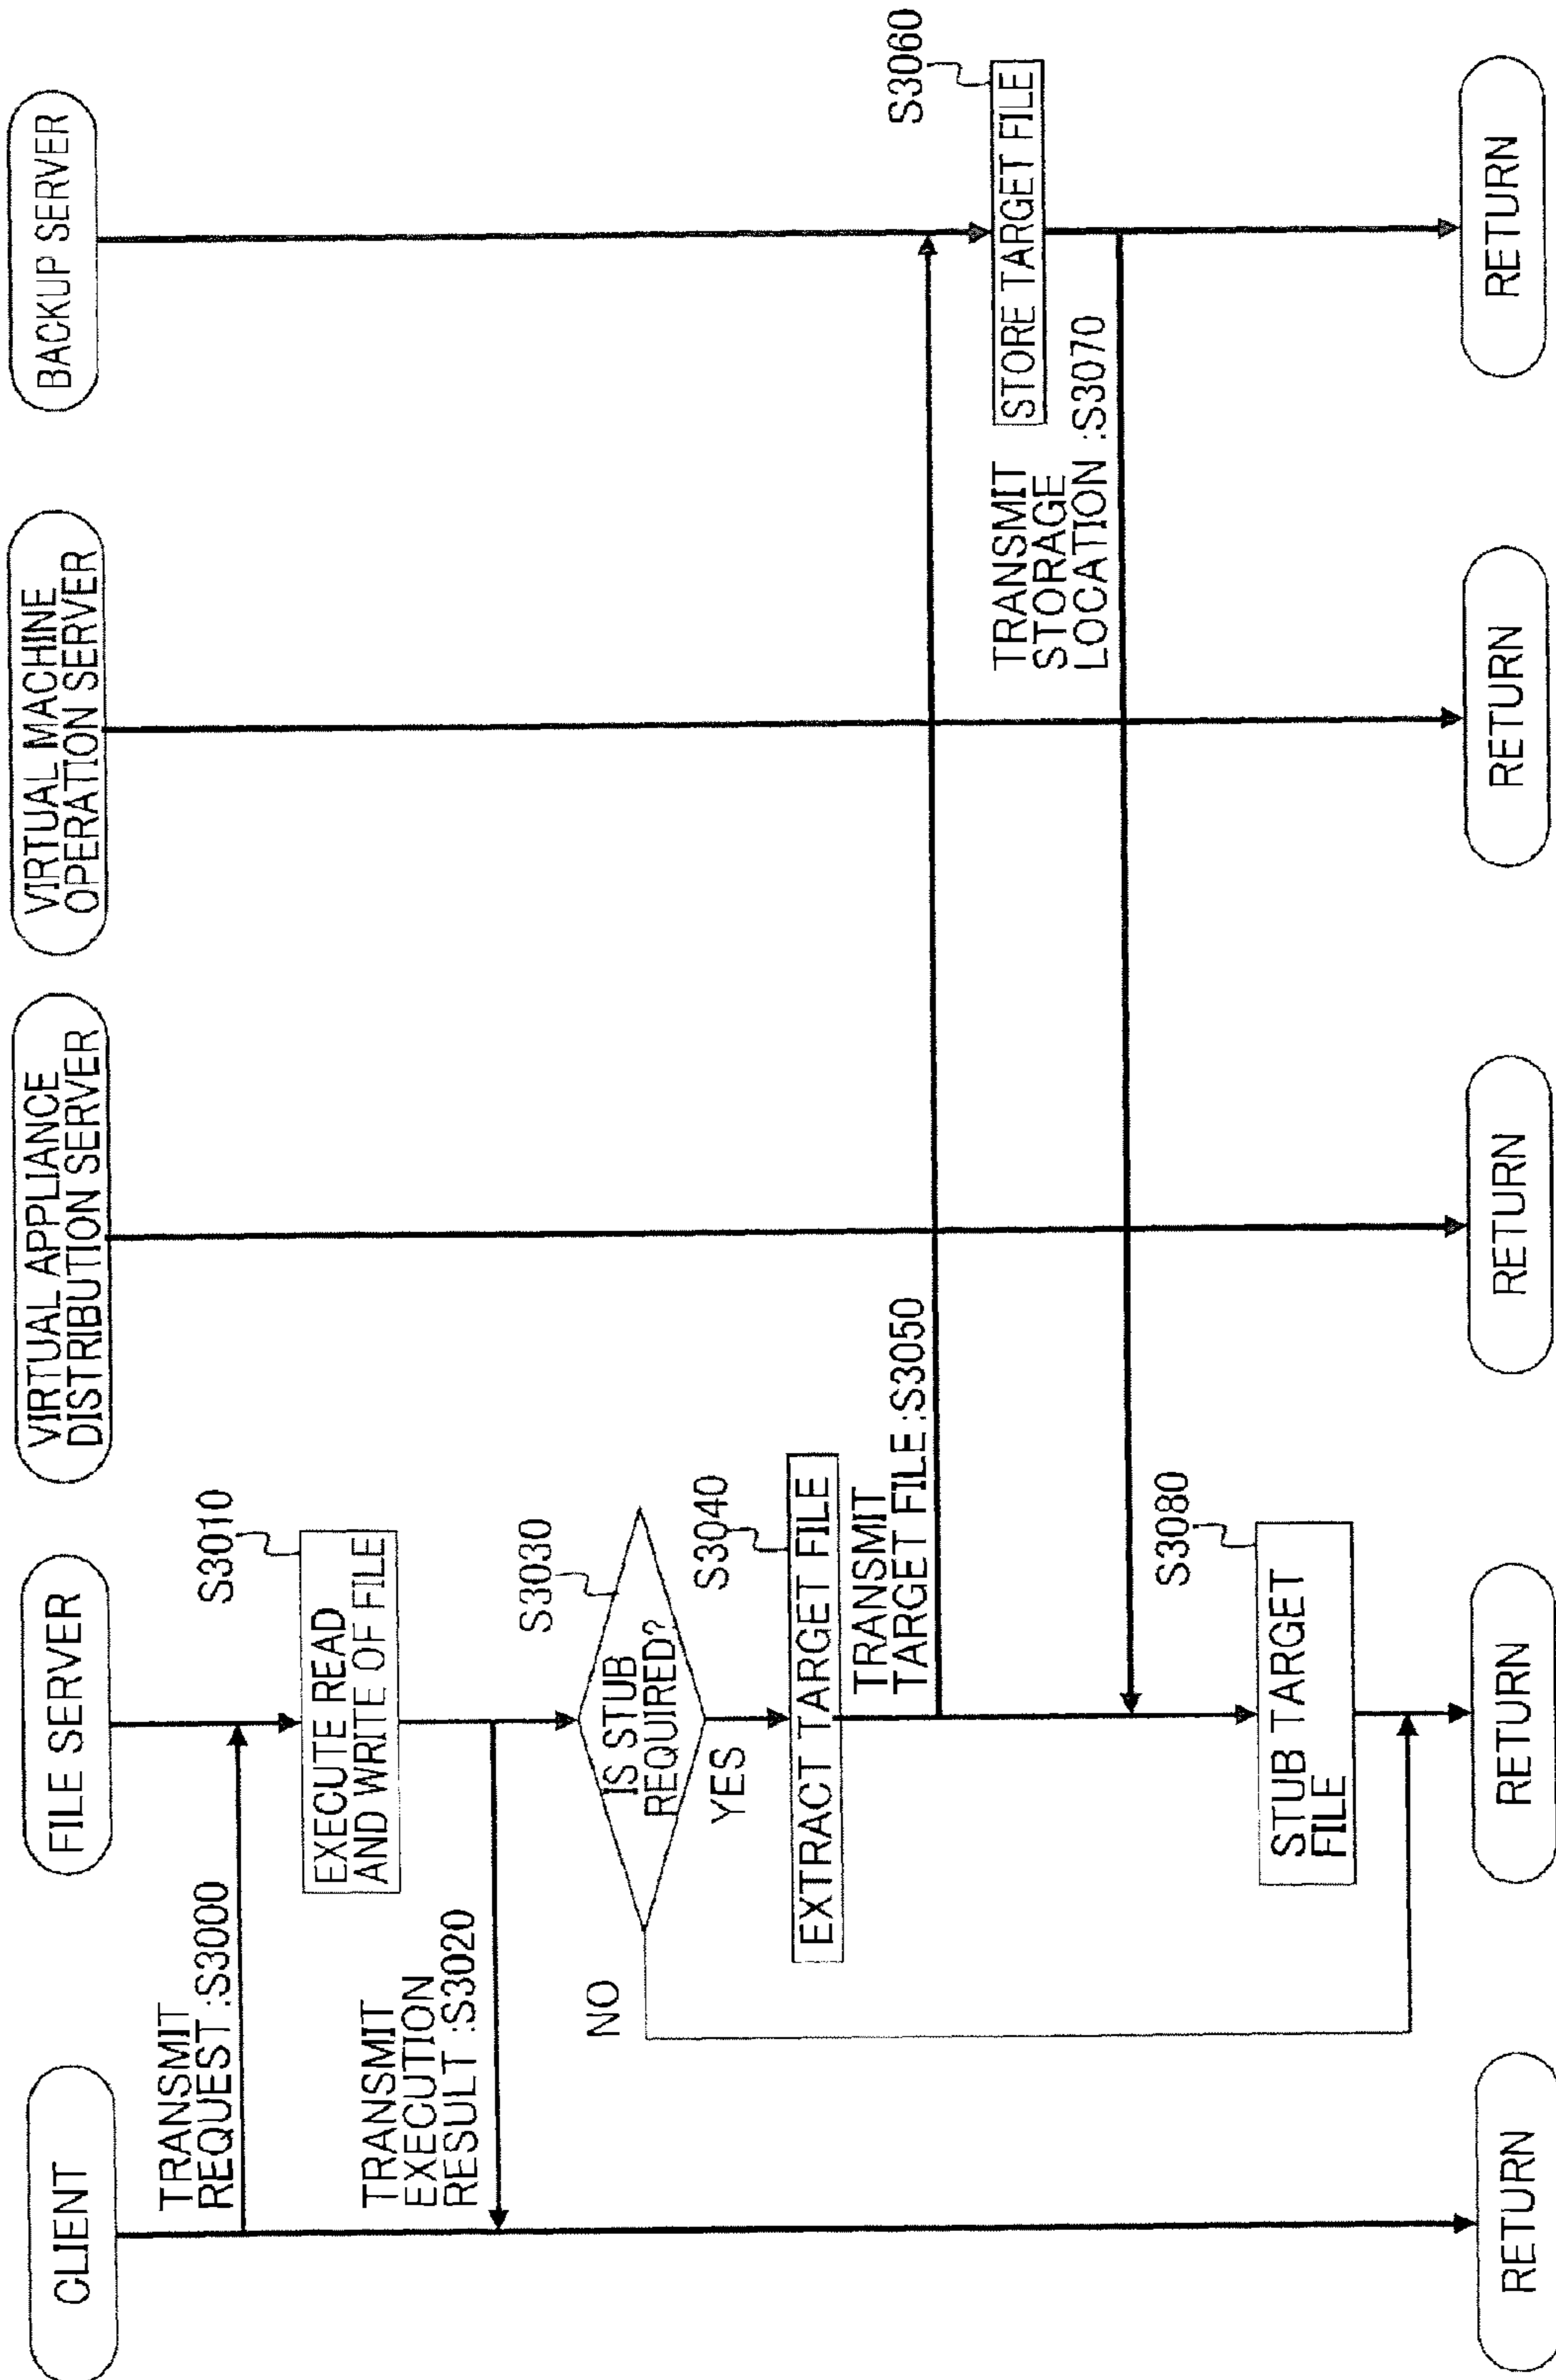 CLIENT
FILE SERVER
VIRTUAL APPLIANCE
DISTRIBUTION SERVER
VIRTUAL MACHINE
OPERATION SERVER
BACKUP SERVER
TRANSMIT
REQUEST :S3000
S3010
EXECUTE READ
AND WRITE OF FILE
TRANSMIT
EXECUTION
RESULT :S3020
S3030
IS STUB
REQUIRED?
NO
YES
S3040
EXTRACT TARGET FILE
TRANSMIT
TARGET FILE :S3050
S3060
STORE TARGET FILE
TRANSMIT
STORAGE
LOCATION :S3070
S3080
STUB TARGET
FILE
RETURN
RETURN
RETURN
RETURN
RETURN